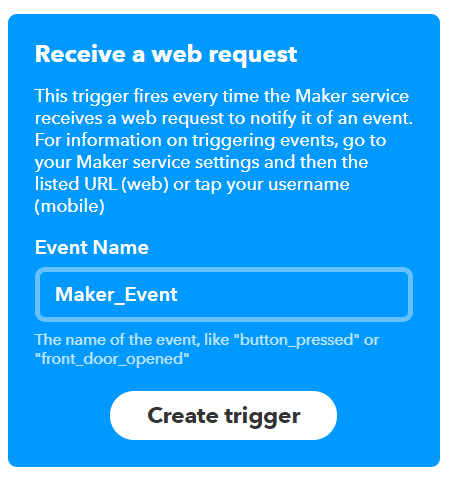 Receive a web request
This trigger fires every time the Maker service
receives a web request to notify it of an event.
For information on triggering events, go to
your Maker service settings and then the
listed URL (web) or tap your username
(mobile)
Event Name
Maker_Event
The name of the event, like "button_pressed" or
"front_door_opened"
Create trigger